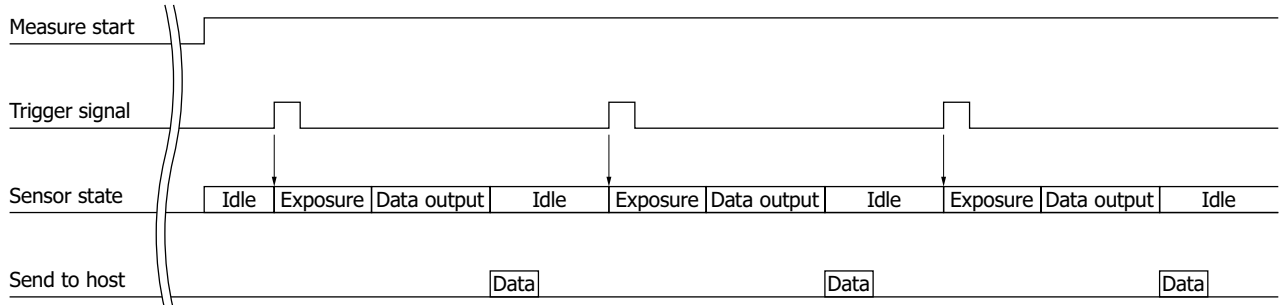 Measure start
Trigger signal
Sensor state Idle Exposure Data output Idle Exposure Data output Idle Exposure Data output Idle
Send to host Data Data Data